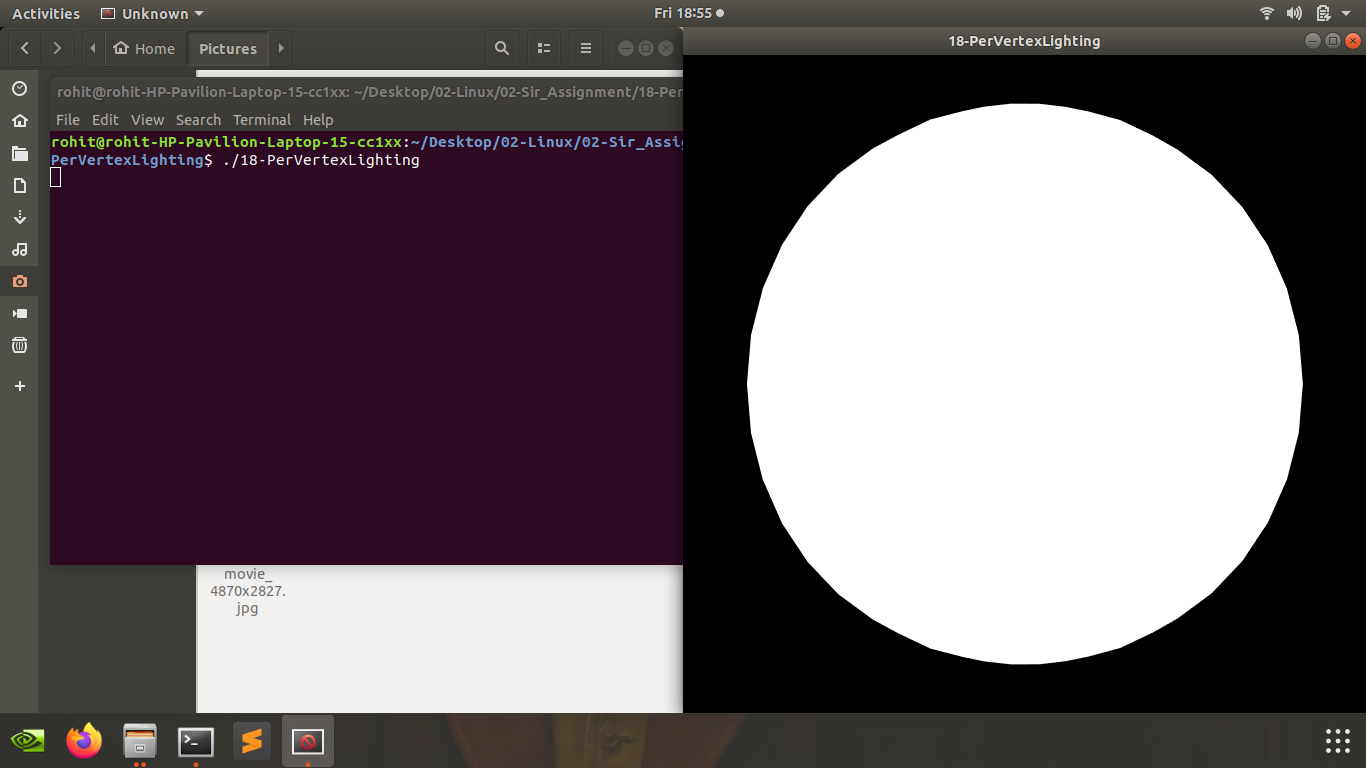 Activities Unknown Fri 18:55
Home Pictures
18-PerVertexLighting
rohit@rohit-HP-Pavilion-Laptop-15-cc1xx: ~/Desktop/02-Linux/02-Sir_Assignment/18-Per
File Edit View Search Terminal Help
rohit@rohit-HP-Pavilion-Laptop-15-cc1xx:~/Desktop/02-Linux/02-Sir_Assig
PerVertexLighting$ ./18-PerVertexLighting
movie_
4870x2827.
jpg